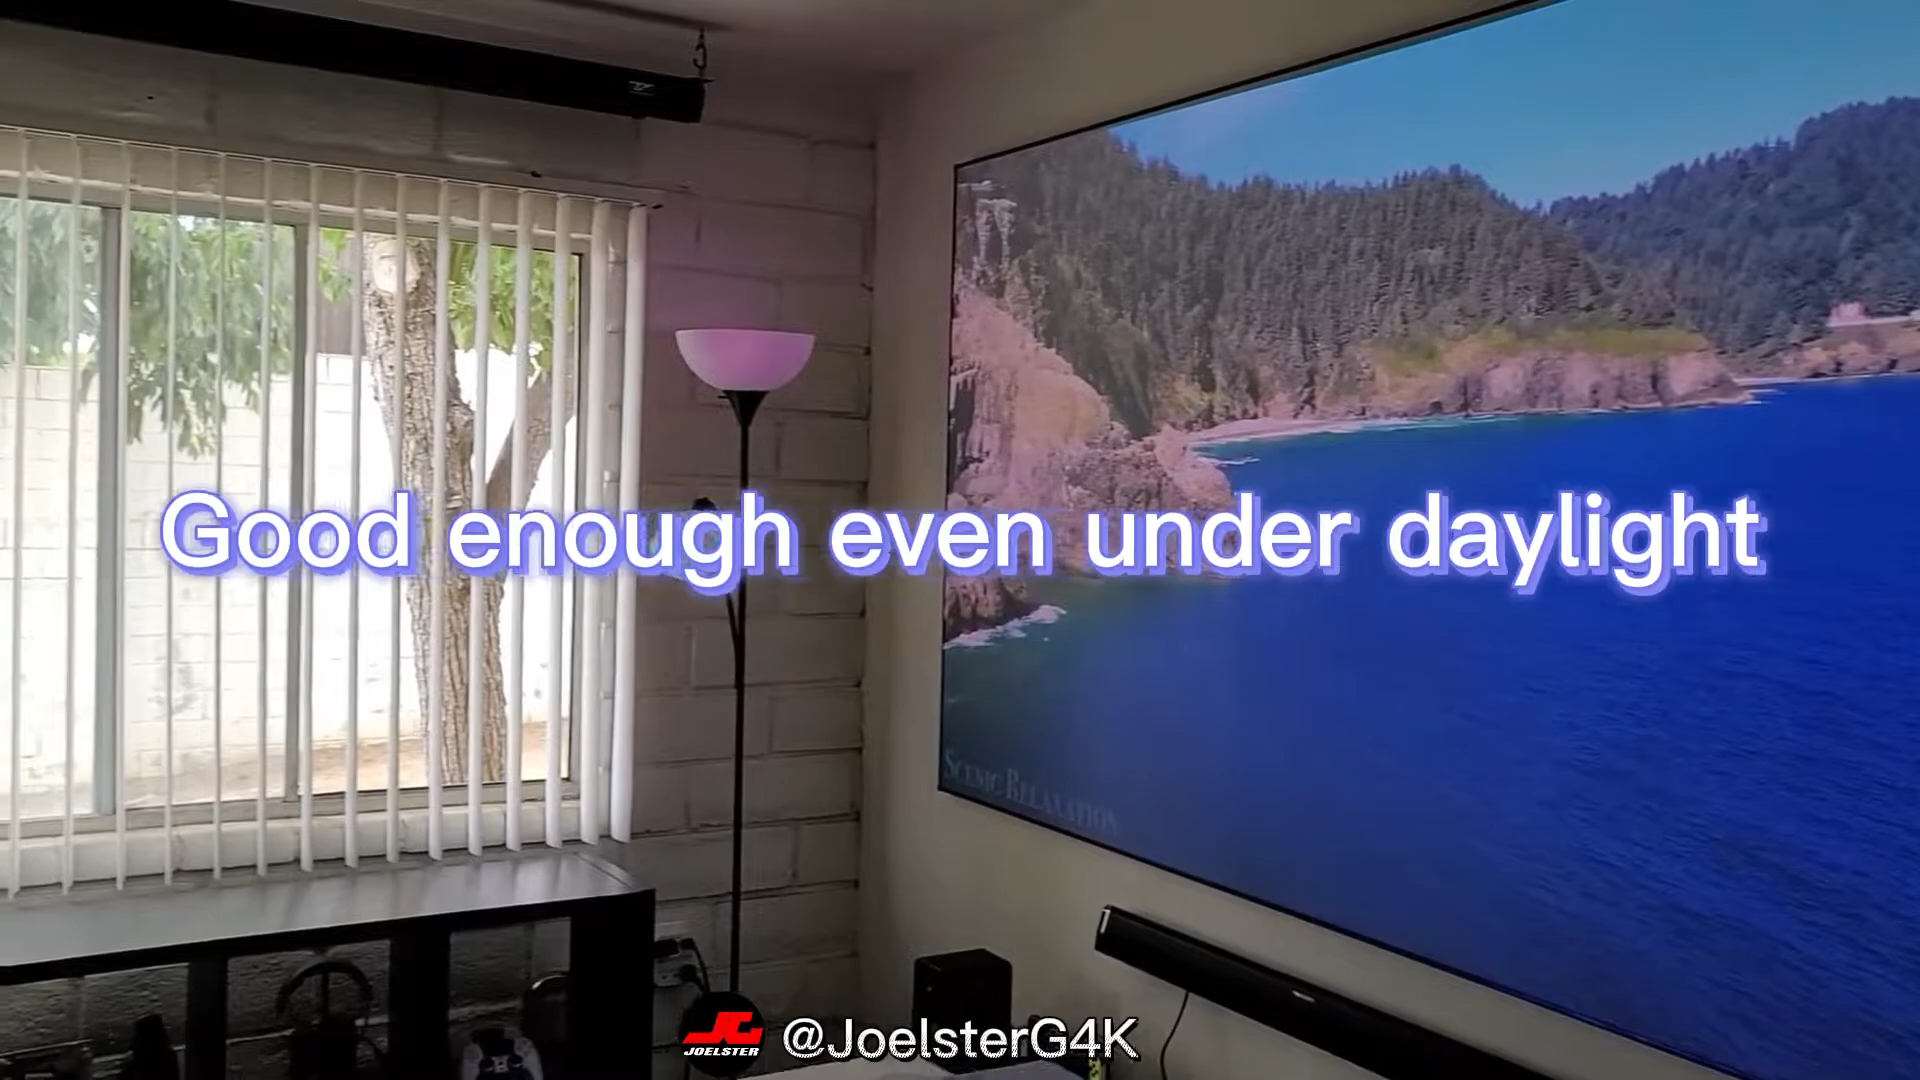 Good enough even under daylight
SCENIC RELAXATION
JOELSTER
@JoelsterG4K